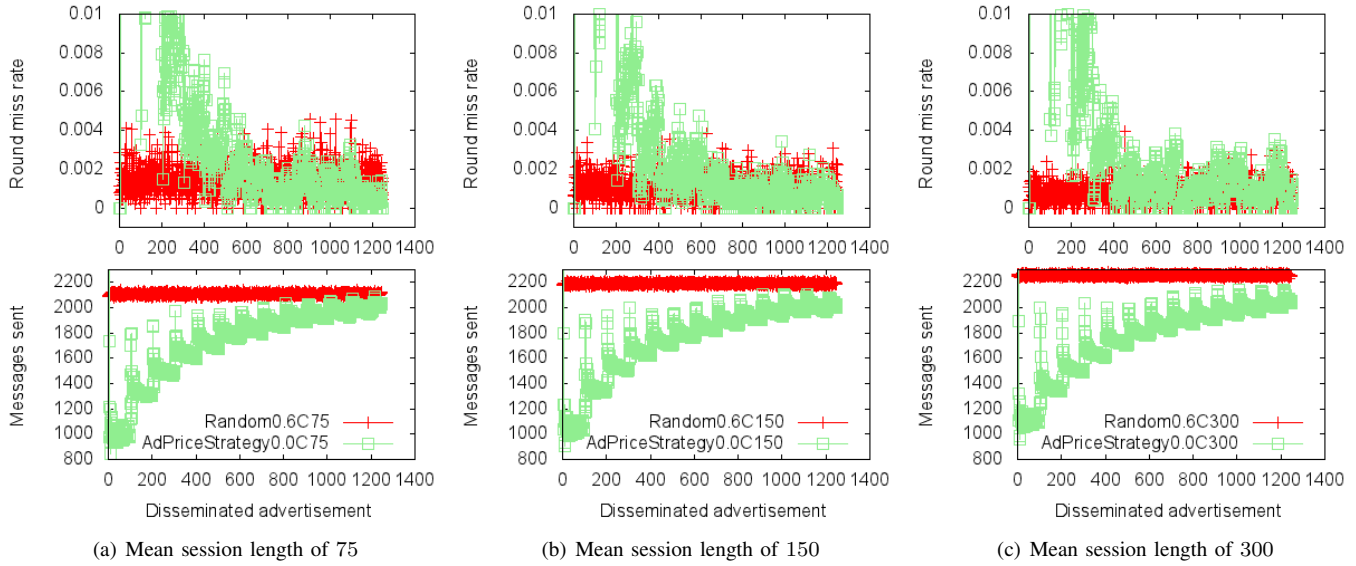 0.01
0.008
0.006
0.004
0.002
0
Round miss rate
0 200 400 600 800 1000 1200 1400
2200
2000
1800
1600
1400
1200
1000
800
Messages sent
Random0.6C75
AdPriceStrategy0.0C75
0 200 400 600 800 1000 1200 1400
Disseminated advertisement
(a) Mean session length of 75
0.01
0.008
0.006
0.004
0.002
0
Round miss rate
0 200 400 600 800 1000 1200 1400
2200
2000
1800
1600
1400
1200
1000
800
Messages sent
Random0.6C150
AdPriceStrategy0.0C150
0 200 400 600 800 1000 1200 1400
Disseminated advertisement
(b) Mean session length of 150
0.01
0.008
0.006
0.004
0.002
0
Round miss rate
0 200 400 600 800 1000 1200 1400
2200
2000
1800
1600
1400
1200
1000
800
Messages sent
Random0.6C300
AdPriceStrategy0.0C300
0 200 400 600 800 1000 1200 1400
Disseminated advertisement
(c) Mean session length of 300